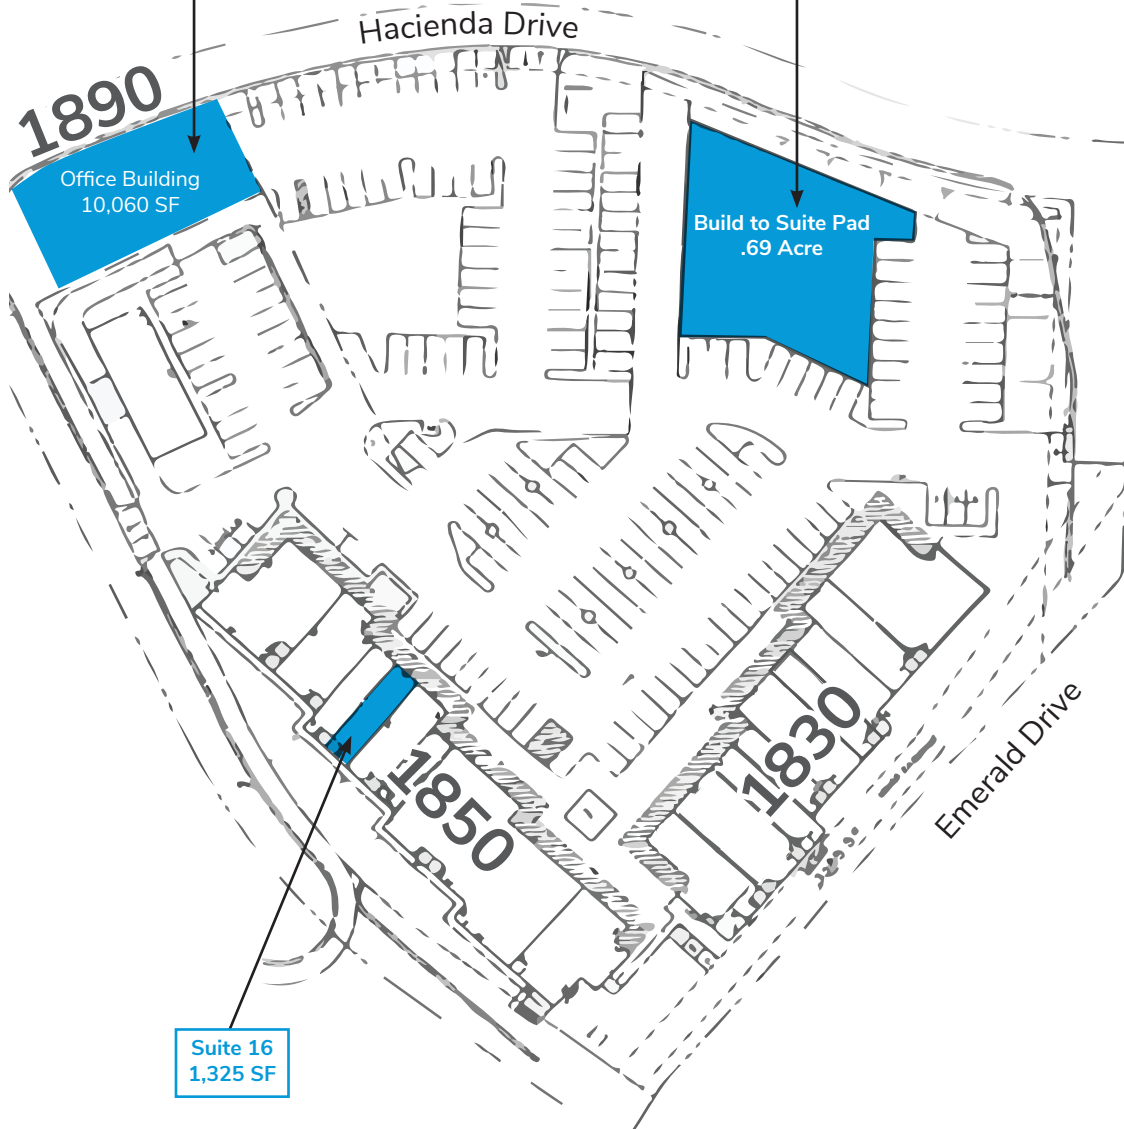 Hacienda Drive
1890
Office Building
10,060 SF
Build to Suite Pad
.69 Acre
1830
1850
Emerald Drive
Suite 16
1,325 SF